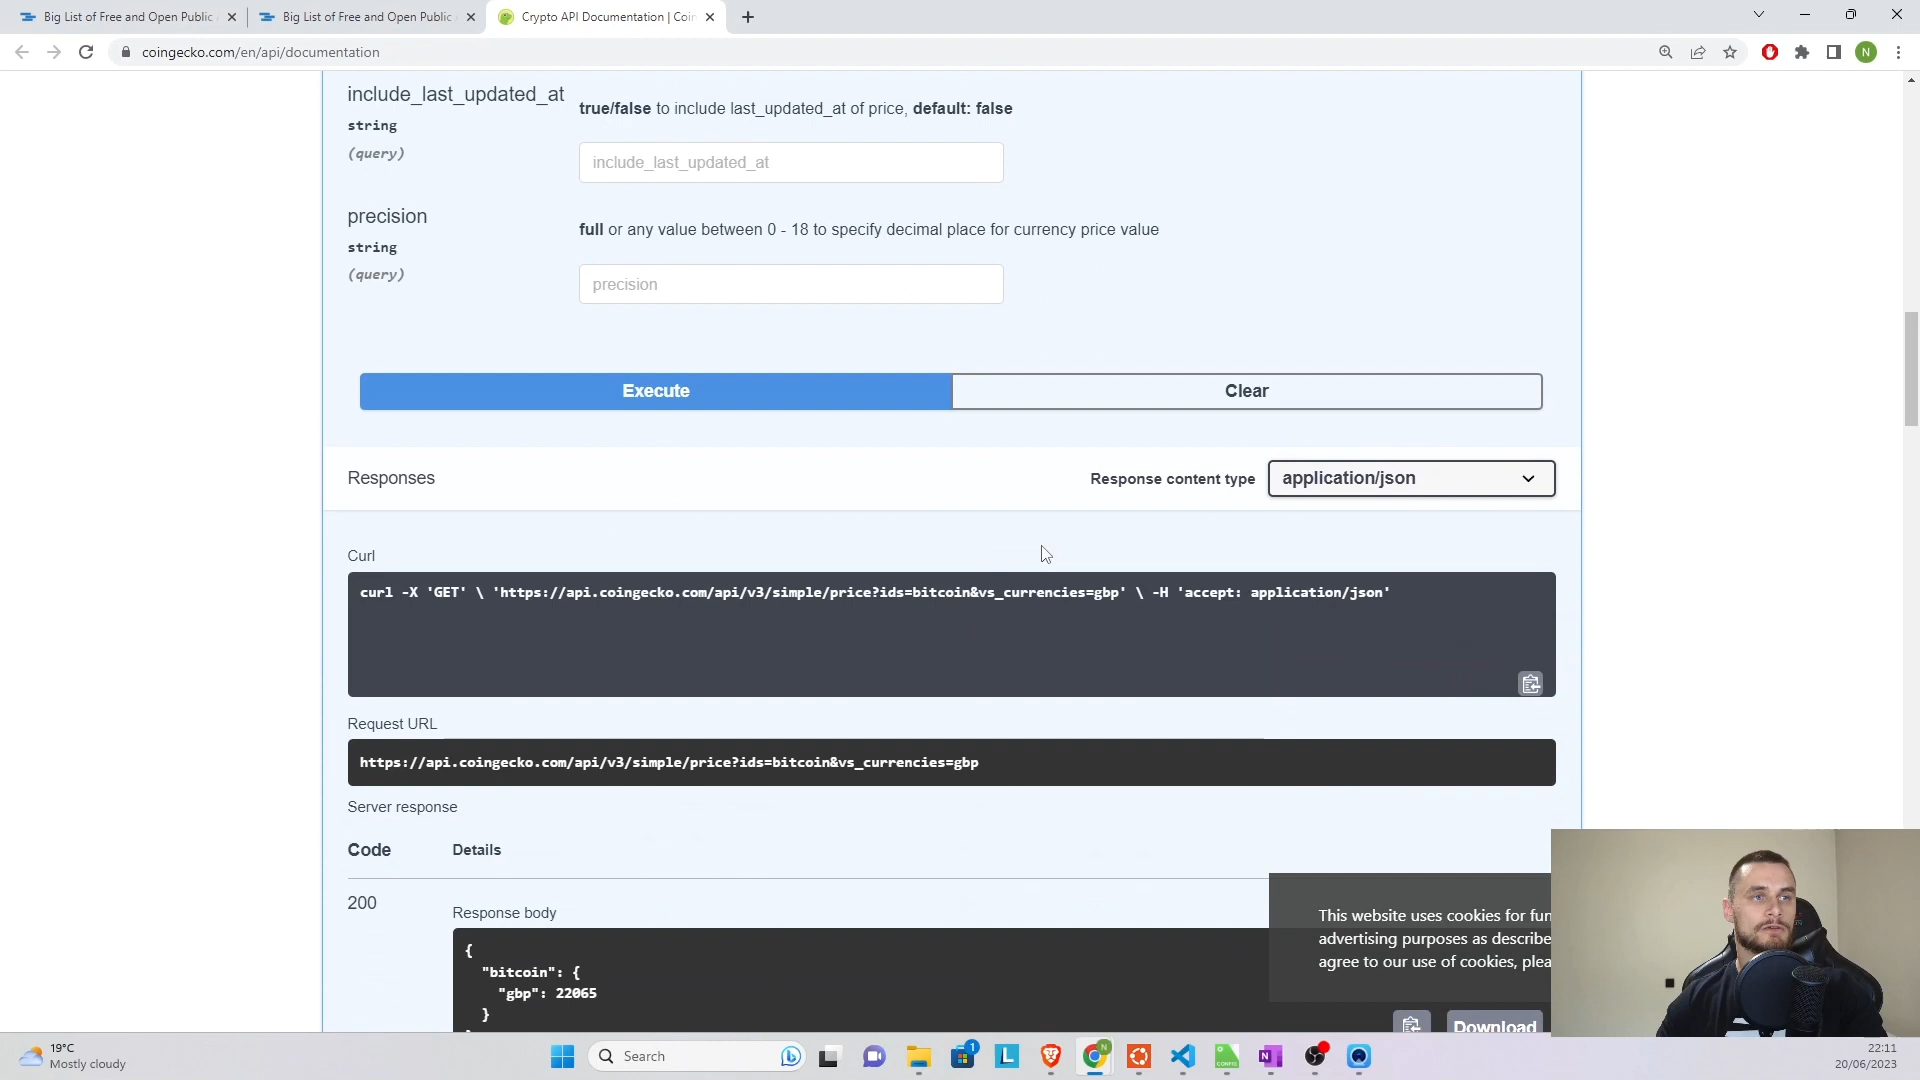 Big List of Free and Open Public
Big List of Free and Open Public
Crypto API Documentation | Coin
coingecko.com/en/api/documentation
N
include_last_updated_at
string
(query)
true/false to include last_updated_at of price, default: false
include_last_updated_at
precision
string
(query)
full or any value between 0 - 18 to specify decimal place for currency price value
precision
Execute
Clear
Responses
Response content type
application/json
Curl
curl -X 'GET' \ 'https://api.coingecko.com/api/v3/simple/price?ids=bitcoin&vs_currencies=gbp' \ -H 'accept: application/json'
Request URL
https://api.coingecko.com/api/v3/simple/price?ids=bitcoin&vs_currencies=gbp
Server response
Code
Details
200
Response body
{
"bitcoin": {
"gbp": 22065
}
This website uses cookies for fun
advertising purposes as describe
agree to our use of cookies, plea
Download
19°C
Mostly cloudy
Search
1
L
N
N
22:11
20/06/2023